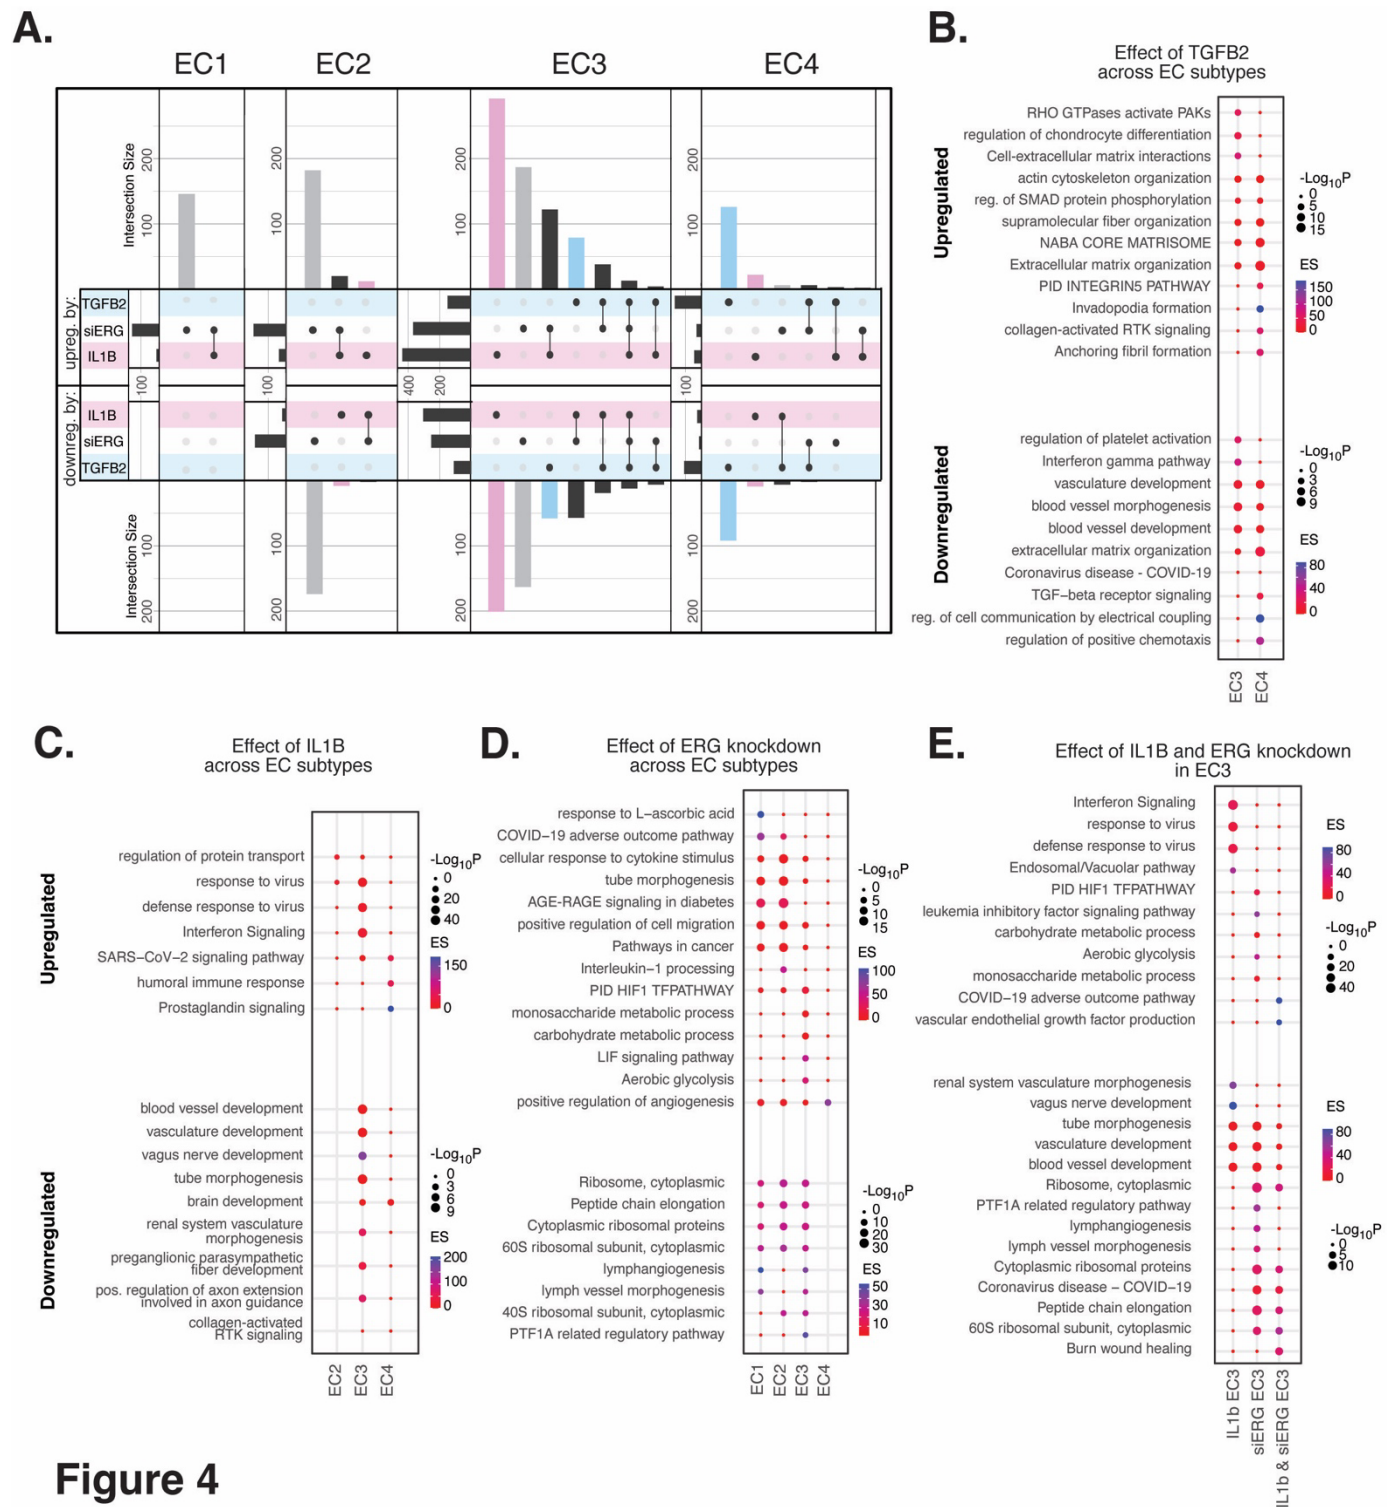 A.
EC1
EC2
EC3
EC4
Intersection Size
200
100
200
100
200
100
200
100
upreg. by:
TGFB2
siERG
IL1B
100
100
400
200
100
downreg. by:
IL1B
siERG
TGFB2
Intersection Size
100
200
100
200
100
200
100
200
B.
Effect of TGFB2
across EC subtypes
Upregulated
RHO GTPases activate PAKs
regulation of chondrocyte differentiation
Cell-extracellular matrix interactions
actin cytoskeleton organization
reg. of SMAD protein phosphorylation
supramolecular fiber organization
NABA CORE MATRISOME
Extracellular matrix organization
PID INTEGRIN5 PATHWAY
Invadopodia formation
collagen-activated RTK signaling
Anchoring fibril formation
-Log10P
0
5
10
15
ES
150
100
50
0
Downregulated
regulation of platelet activation
Interferon gamma pathway
vasculature development
blood vessel morphogenesis
blood vessel development
extracellular matrix organization
Coronavirus disease - COVID-19
TGF−beta receptor signaling
reg. of cell communication by electrical coupling
regulation of positive chemotaxis
-Log10P
0
3
6
9
ES
80
40
0
EC3
EC4
C.
Effect of IL1B
across EC subtypes
Upregulated
regulation of protein transport
response to virus
defense response to virus
Interferon Signaling
SARS−CoV−2 signaling pathway
humoral immune response
Prostaglandin signaling
-Log10P
0
20
40
ES
150
0
Downregulated
blood vessel development
vasculature development
vagus nerve development
tube morphogenesis
brain development
renal system vasculature
morphogenesis
preganglionic parasympathetic
fiber development
pos. regulation of axon extension
involved in axon guidance
collagen-activated
RTK signaling
-Log10P
0
3
6
9
ES
200
100
0
EC2
EC3
EC4
D.
Effect of ERG knockdown
across EC subtypes
response to L−ascorbic acid
COVID−19 adverse outcome pathway
cellular response to cytokine stimulus
tube morphogenesis
AGE-RAGE signaling in diabetes
positive regulation of cell migration
Pathways in cancer
Interleukin−1 processing
PID HIF1 TFPATHWAY
monosaccharide metabolic process
carbohydrate metabolic process
LIF signaling pathway
Aerobic glycolysis
positive regulation of angiogenesis
-Log10P
0
5
10
15
ES
100
50
0
Ribosome, cytoplasmic
Peptide chain elongation
Cytoplasmic ribosomal proteins
60S ribosomal subunit, cytoplasmic
lymphangiogenesis
lymph vessel morphogenesis
40S ribosomal subunit, cytoplasmic
PTF1A related regulatory pathway
-Log10P
0
10
20
30
ES
50
30
10
EC1
EC2
EC3
EC4
E.
Effect of IL1B and ERG knockdown
in EC3
Interferon Signaling
response to virus
defense response to virus
Endosomal/Vacuolar pathway
PID HIF1 TFPATHWAY
leukemia inhibitory factor signaling pathway
carbohydrate metabolic process
Aerobic glycolysis
monosaccharide metabolic process
COVID−19 adverse outcome pathway
vascular endothelial growth factor production
ES
80
40
0
-Log10P
0
20
40
renal system vasculature morphogenesis
vagus nerve development
tube morphogenesis
vasculature development
blood vessel development
Ribosome, cytoplasmic
PTF1A related regulatory pathway
lymphangiogenesis
lymph vessel morphogenesis
Cytoplasmic ribosomal proteins
Coronavirus disease − COVID−19
Peptide chain elongation
60S ribosomal subunit, cytoplasmic
Burn wound healing
ES
80
40
0
-Log10P
0
5
10
IL1b EC3
siERG EC3
IL1b & siERG EC3
Figure 4